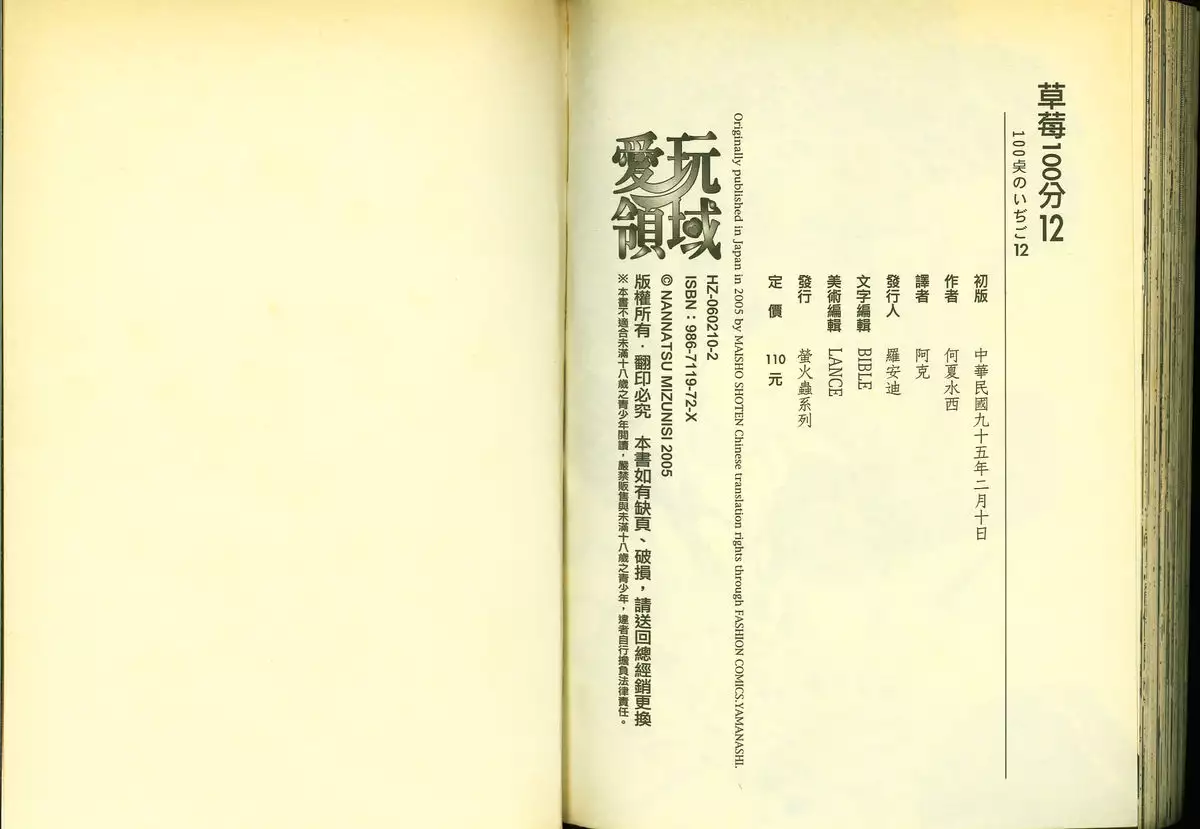 草莓100分12
100点のいちご12
初版 中華民國九十五年二月十日
作者 何夏水西
譯者 阿克
發行人 羅安迪
文字編輯 BIBLE
美術編輯 LANCE
發行 螢火蟲系列
定價 110元
Originally published in Japan in 2005 by MAISHO SHOTEN Chinese translation rights through FASHION COMICS.YAMANASHI.
玩愛領域
HZ-060210-2
ISBN：986-7119-72-X
© NANNATSU MIZUNISI 2005
版權所有．翻印必究 本書如有缺頁、破損，請送回總經銷更換
※本書不適合未滿十八歲之青少年閱讀，嚴禁販售與未滿十八歲之青少年，違者自行擔負法律責任。